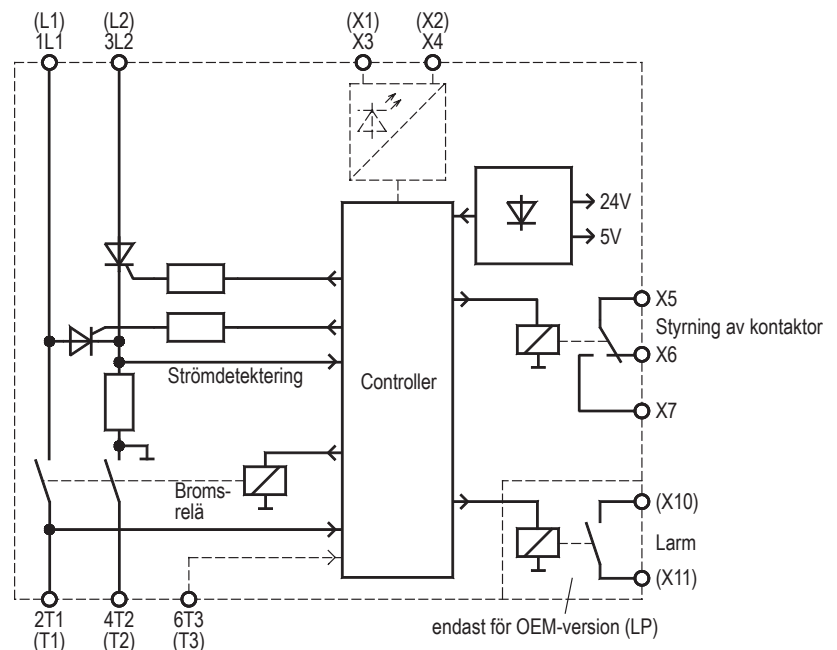 (L1) (L2) (X1) (X2)
1L1 3L2 X3 X4
24V
5V
X5
Styrning av kontaktor
X6
Strömdetektering
Controller
X7
Broms-
relä
(X10)
Larm
(X11)
2T1 4T2 6T3
(T1) (T2) (T3)
endast för OEM-version (LP)